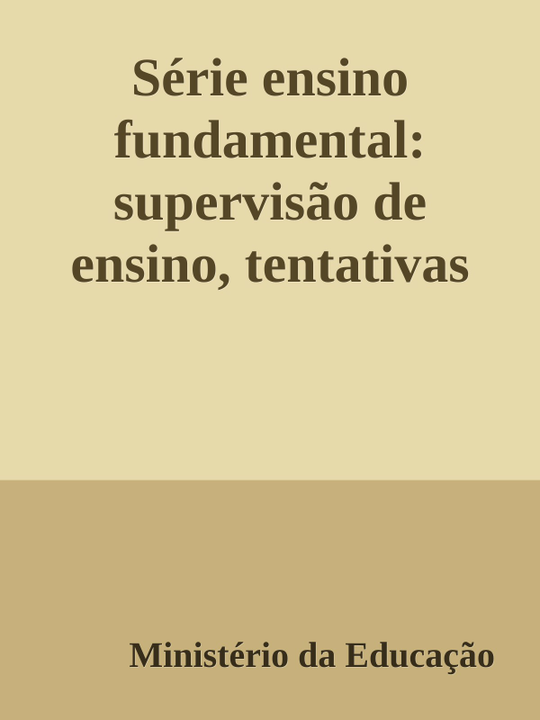 Série ensino
fundamental:
supervisão de
ensino, tentativas
Ministério da Educação